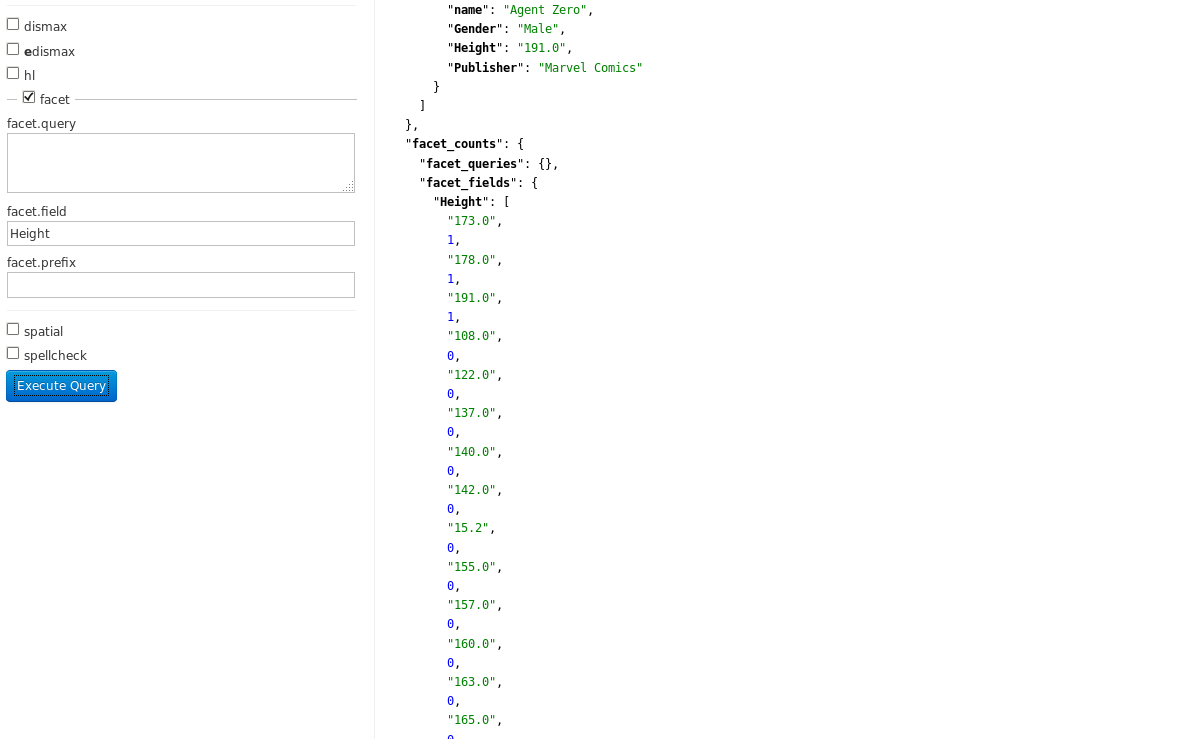 dismax
edismax
hl
facet
facet.query
facet.field
Height
facet.prefix
spatial
spellcheck
Execute Query
"name": "Agent Zero",
"Gender": "Male",
"Height": "191.0",
"Publisher": "Marvel Comics"
}
]
},
"facet_counts": {
"facet_queries": {},
"facet_fields": {
"Height": [
"173.0",
1,
"178.0",
1,
"191.0",
1,
"108.0",
0,
"122.0",
0,
"137.0",
0,
"140.0",
0,
"142.0",
0,
"15.2",
0,
"155.0",
0,
"157.0",
0,
"160.0",
0,
"163.0",
0,
"165.0",